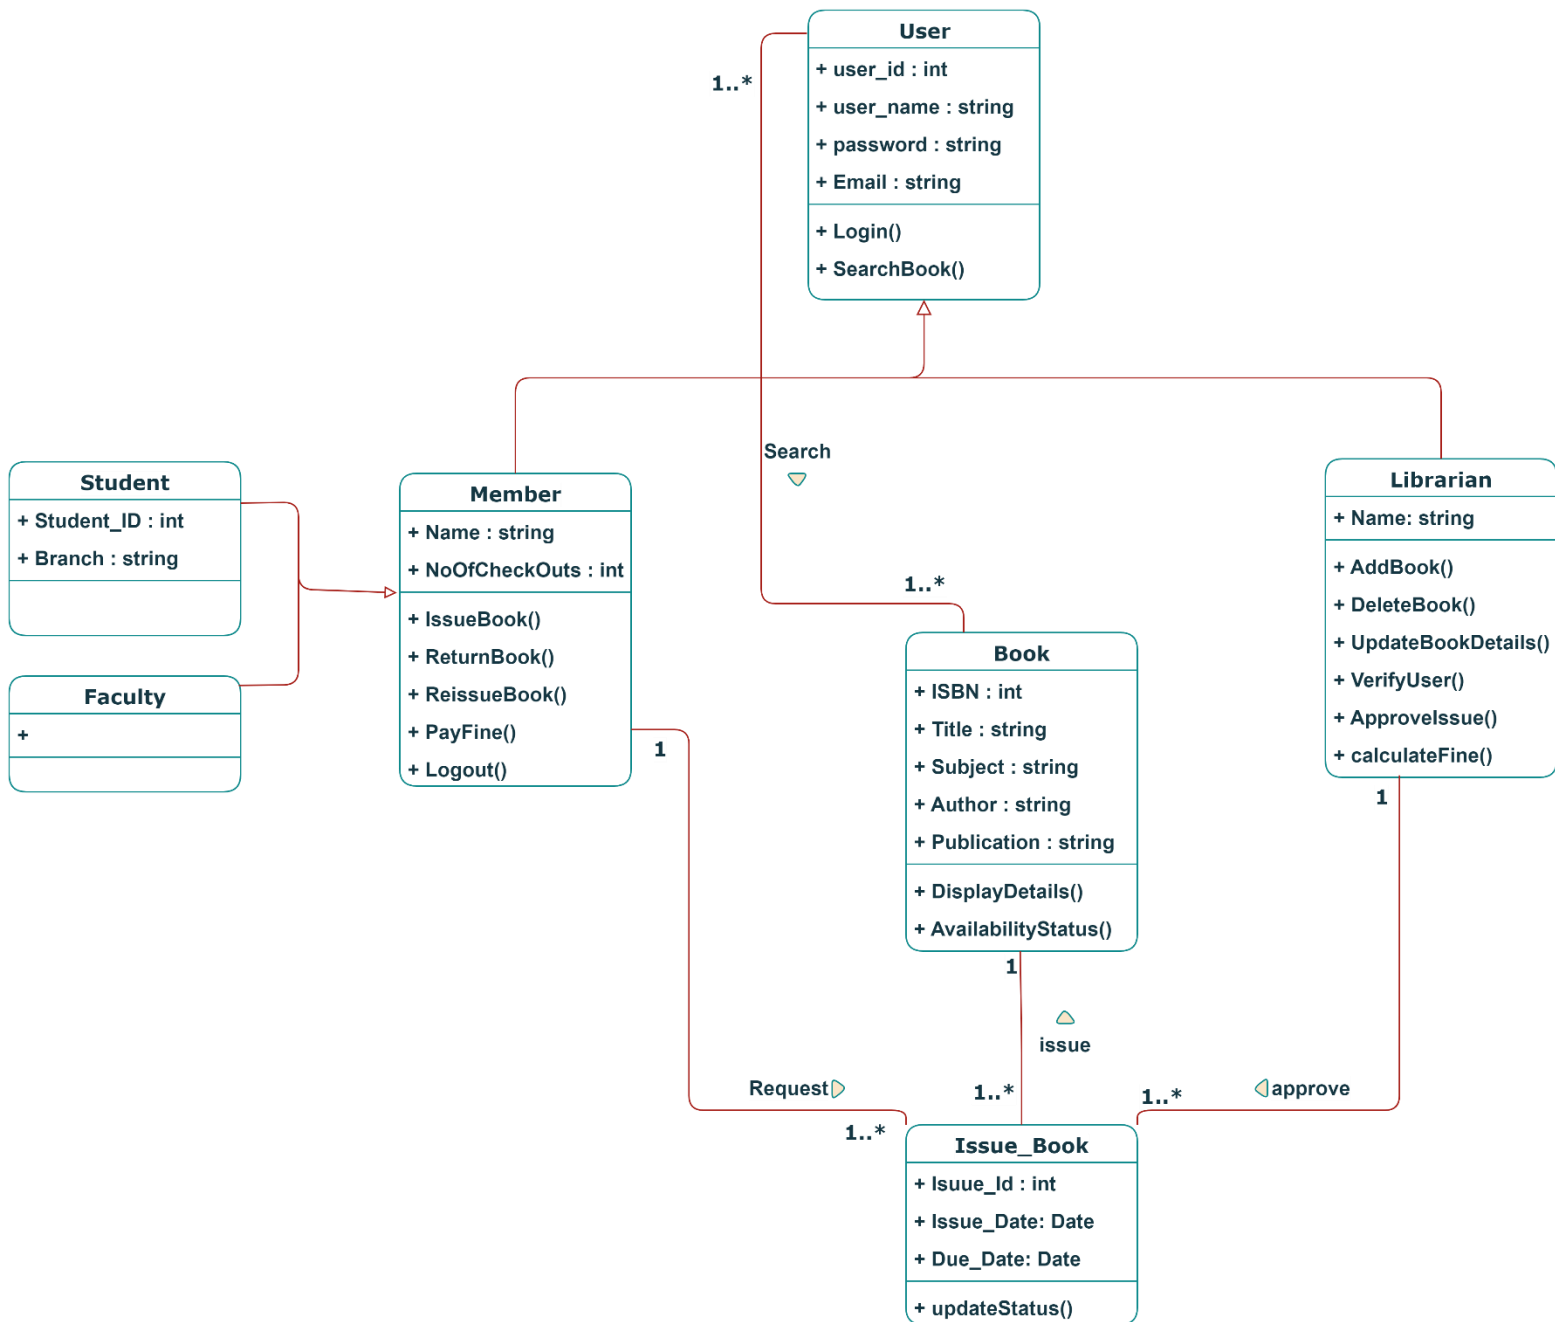 User
+ user_id : int
+ user_name : string
+ password : string
+ Email : string
+ Login()
+ SearchBook()
1..*
Search
Student
+ Student_ID : int
+ Branch : string
Faculty
+
Member
+ Name : string
+ NoOfCheckOuts : int
+ IssueBook()
+ ReturnBook()
+ ReissueBook()
+ PayFine()
+ Logout()
1
1..*
Book
+ ISBN : int
+ Title : string
+ Subject : string
+ Author : string
+ Publication : string
+ DisplayDetails()
+ AvailabilityStatus()
1
Librarian
+ Name: string
+ AddBook()
+ DeleteBook()
+ UpdateBookDetails()
+ VerifyUser()
+ ApproveIssue()
+ calculateFine()
1
issue
Request
1..*
1..*
1..*
approve
Issue_Book
+ Isuue_Id : int
+ Issue_Date: Date
+ Due_Date: Date
+ updateStatus()